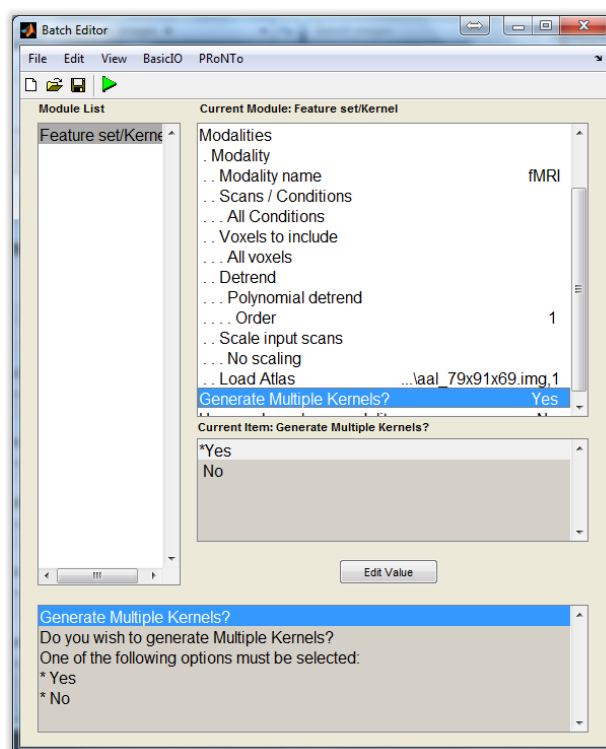 Batch Editor
File Edit View BasicIO PRoNTo
Module List
Current Module: Feature set/Kernel
Feature set/Kerne
Modalities
. Modality
. . Modality name fMRI
. . Scans / Conditions
. . . All Conditions
. . Voxels to include
. . . All voxels
. . Detrend
. . . Polynomial detrend
. . . . Order 1
. . Scale input scans
. . . No scaling
. . Load Atlas ...\aal_79x91x69.img,1
Generate Multiple Kernels? Yes
Current Item: Generate Multiple Kernels?
*Yes
No
Edit Value
Generate Multiple Kernels?
Do you wish to generate Multiple Kernels?
One of the following options must be selected:
* Yes
* No